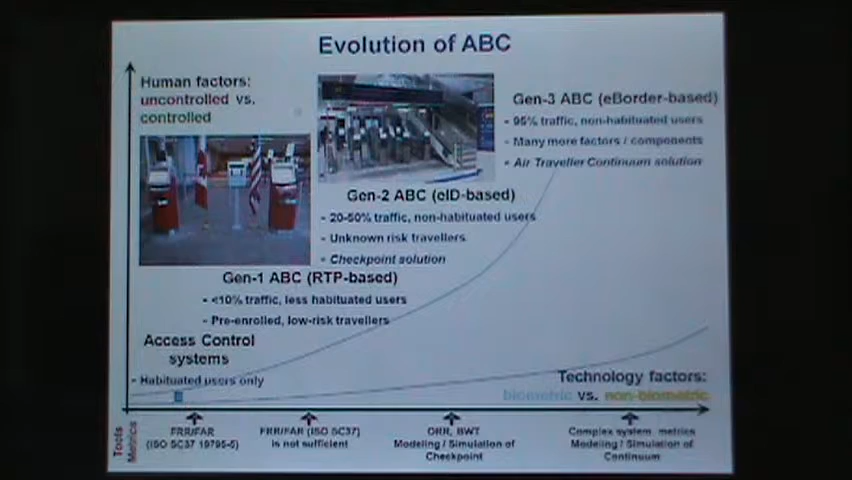 Evolution of ABC
Human factors:
uncontrolled vs.
controlled
Gen-3 ABC (eBorder-based)
- 95% traffic, non-habituated users
- Many more factors / components
- Air Traveller Continuum solution
Gen-2 ABC (eID-based)
- 20-50% traffic, non-habituated users
- Unknown risk travellers
- Checkpoint solution
Gen-1 ABC (RTP-based)
- <10% traffic, less habituated users
- Pre-enrolled, low-risk travellers
Access Control
systems
- Habituated users only
Technology factors:
biometric vs. non-biometric
Tools
Metrics
FRR/FAR
(ISO SC37 19795-5)
FRR/FAR (ISO SC37)
is not sufficient
ORR, BWT
Modeling / Simulation of
Checkpoint
Complex system metrics
Modeling / Simulation of
Continuum